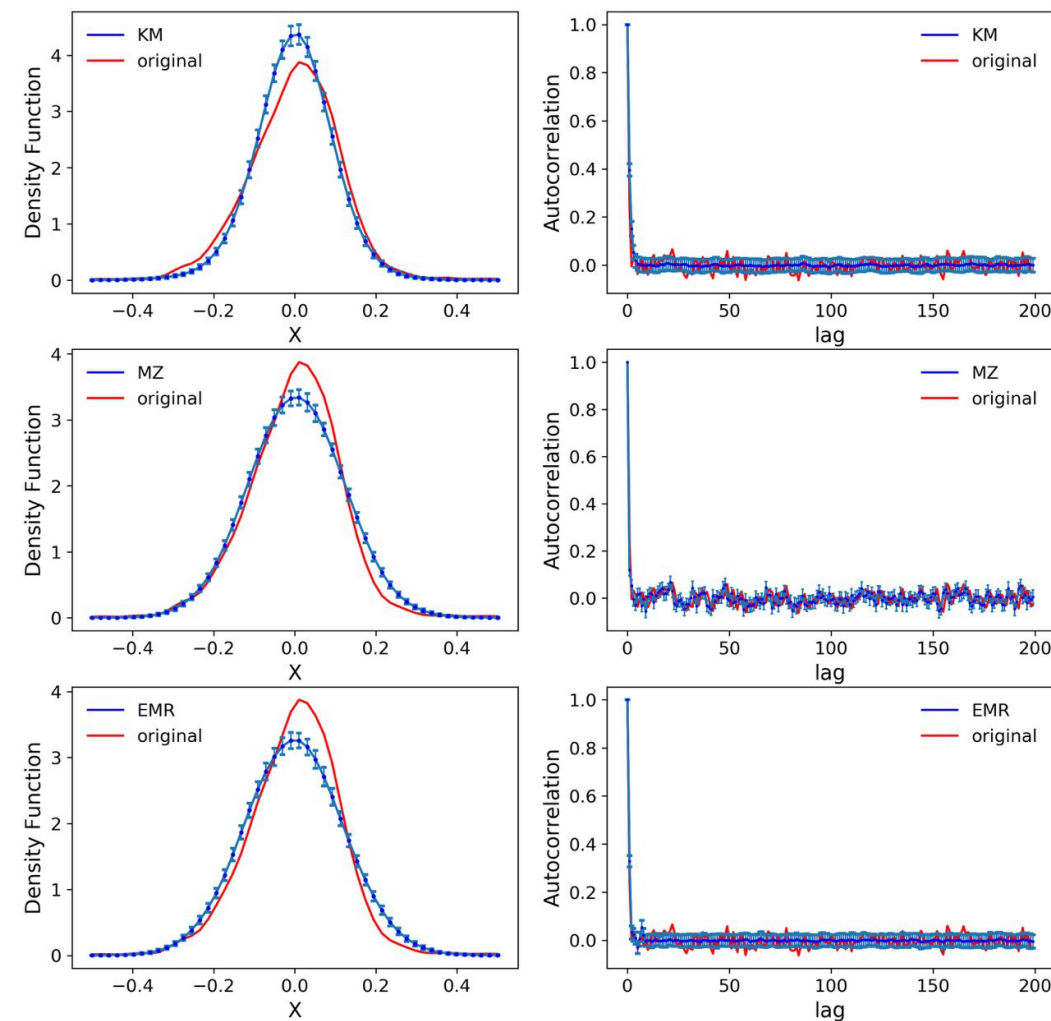 KM
original
Density Function
4
3
2
1
0
−0.4 −0.2 0.0 0.2 0.4
X
KM
original
Autocorrelation
1.0
0.8
0.6
0.4
0.2
0.0
0 50 100 150 200
lag
MZ
original
Density Function
4
3
2
1
0
−0.4 −0.2 0.0 0.2 0.4
X
MZ
original
Autocorrelation
1.0
0.8
0.6
0.4
0.2
0.0
0 50 100 150 200
lag
EMR
original
Density Function
4
3
2
1
0
−0.4 −0.2 0.0 0.2 0.4
X
EMR
original
Autocorrelation
1.0
0.8
0.6
0.4
0.2
0.0
0 50 100 150 200
lag